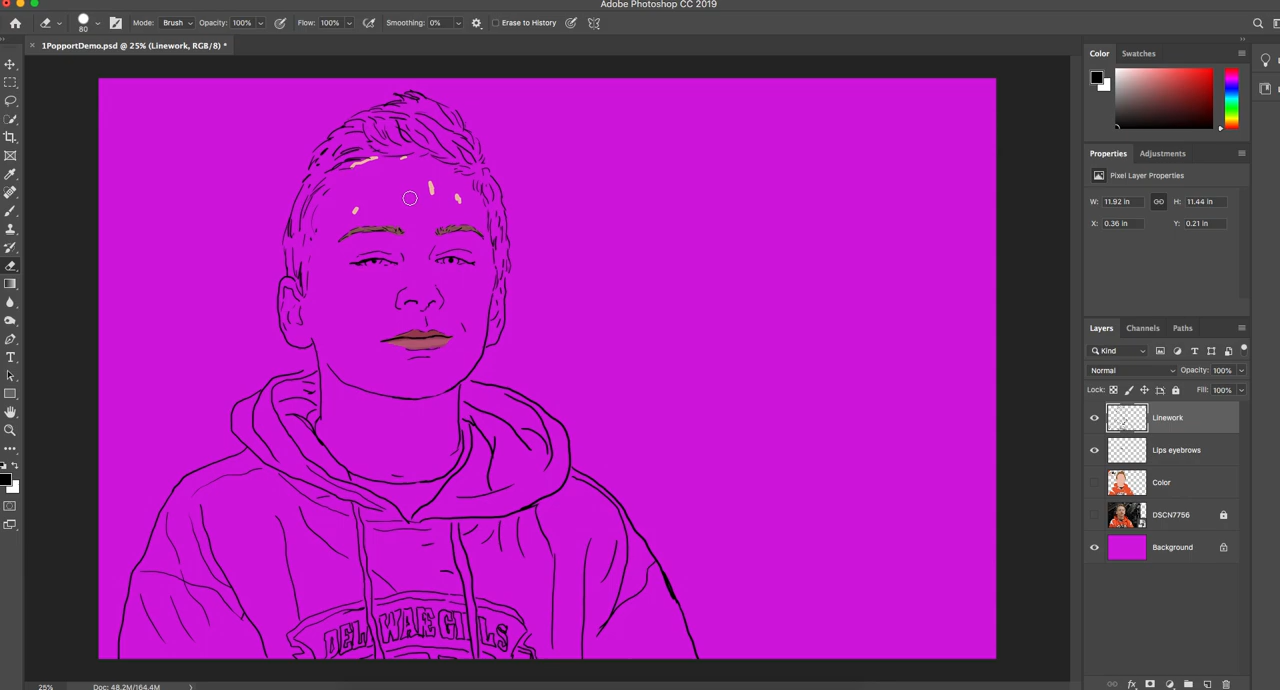 Adobe Photoshop CC 2019
80 Mode: Brush Opacity: 100% Flow: 100% Smoothing: 0% Erase to History
× 1PopportDemo.psd @ 25% (Linework, RGB/8) *
Color Swatches
Properties Adjustments
Pixel Layer Properties
W: 11.92 in H: 11.44 in
X: 0.36 in Y: 0.21 in
Layers Channels Paths
Kind
Normal Opacity: 100%
Lock: Fill: 100%
Linework
Lips eyebrows
Color
DSCN7756
Background
25% Doc: 48.2M/164.4M